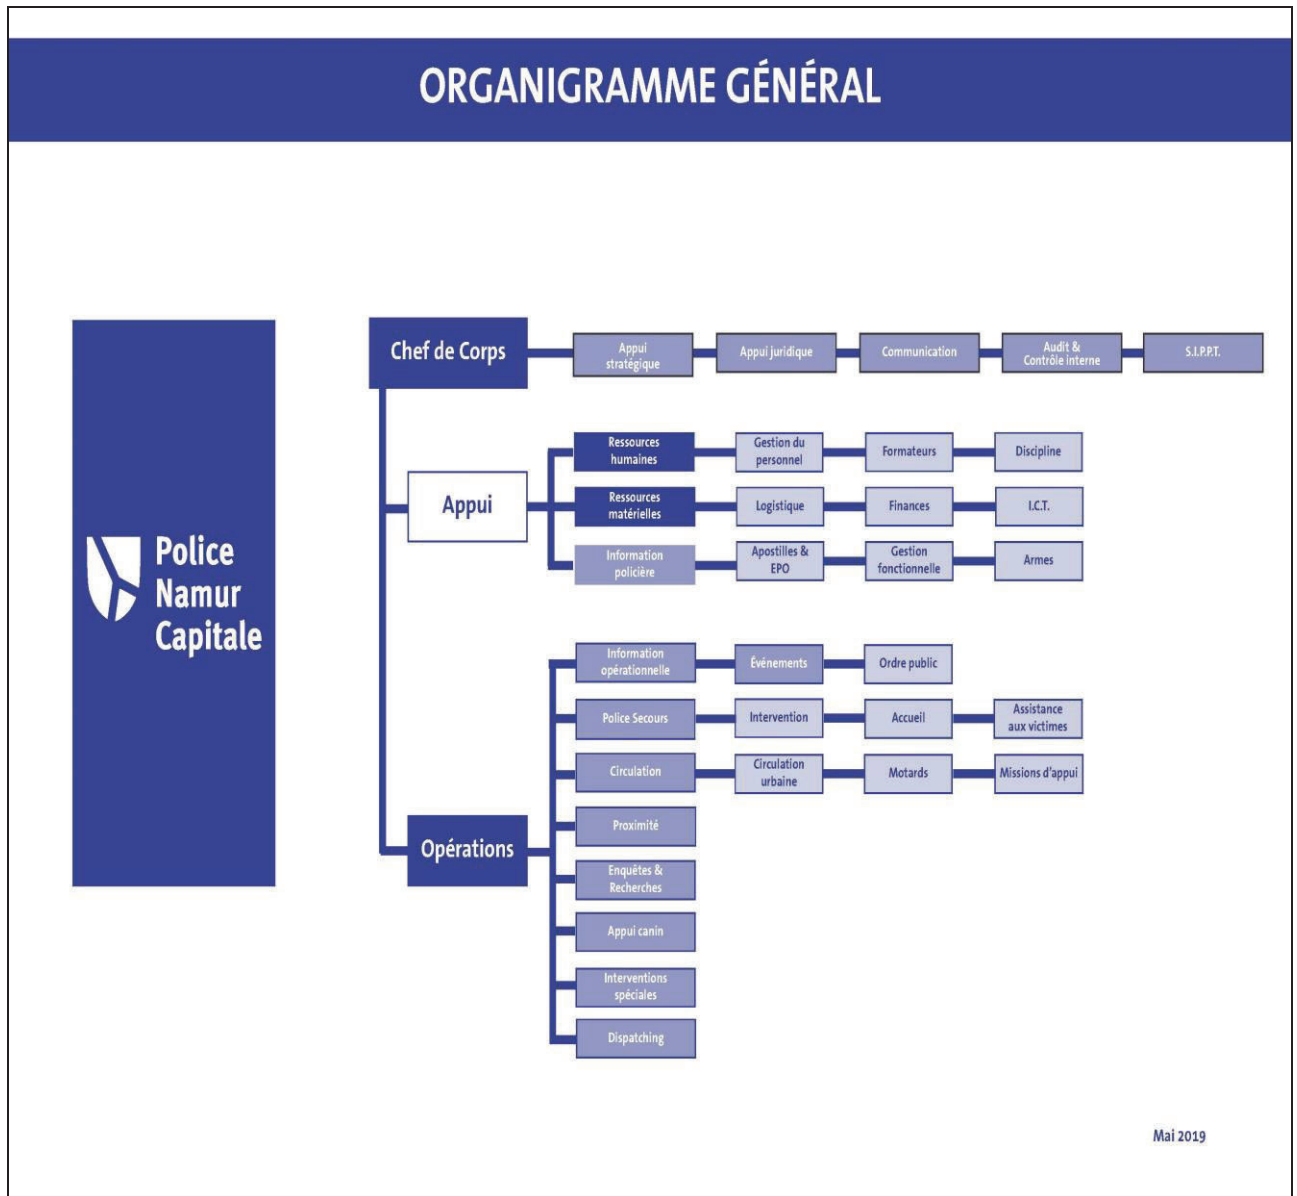 ORGANIGRAMME GÉNÉRAL
Police
Namur
Capitale
Chef de Corps
Appui
stratégique
Appui juridique
Communication
Audit &
Contrôle interne
S.I.P.P.T.
Appui
Ressources
humaines
Gestion du
personnel
Formateurs
Discipline
Ressources
matérielles
Logistique
Finances
I.C.T.
Information
policière
Apostilles &
EPO
Gestion
fonctionnelle
Armes
Opérations
Information
opérationnelle
Événements
Ordre public
Police Secours
Intervention
Accueil
Assistance
aux victimes
Circulation
Circulation
urbaine
Motards
Missions d'appui
Proximité
Enquêtes &
Recherches
Appui canin
Interventions
spéciales
Dispatching
Mai 2019